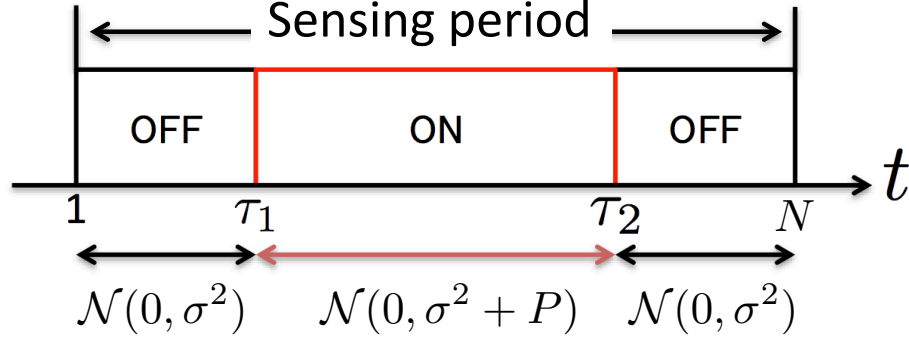 Sensing period
OFF ON OFF
t
1 τ₁ τ₂ N
𝒩(0, σ²) 𝒩(0, σ² + P) 𝒩(0, σ²)